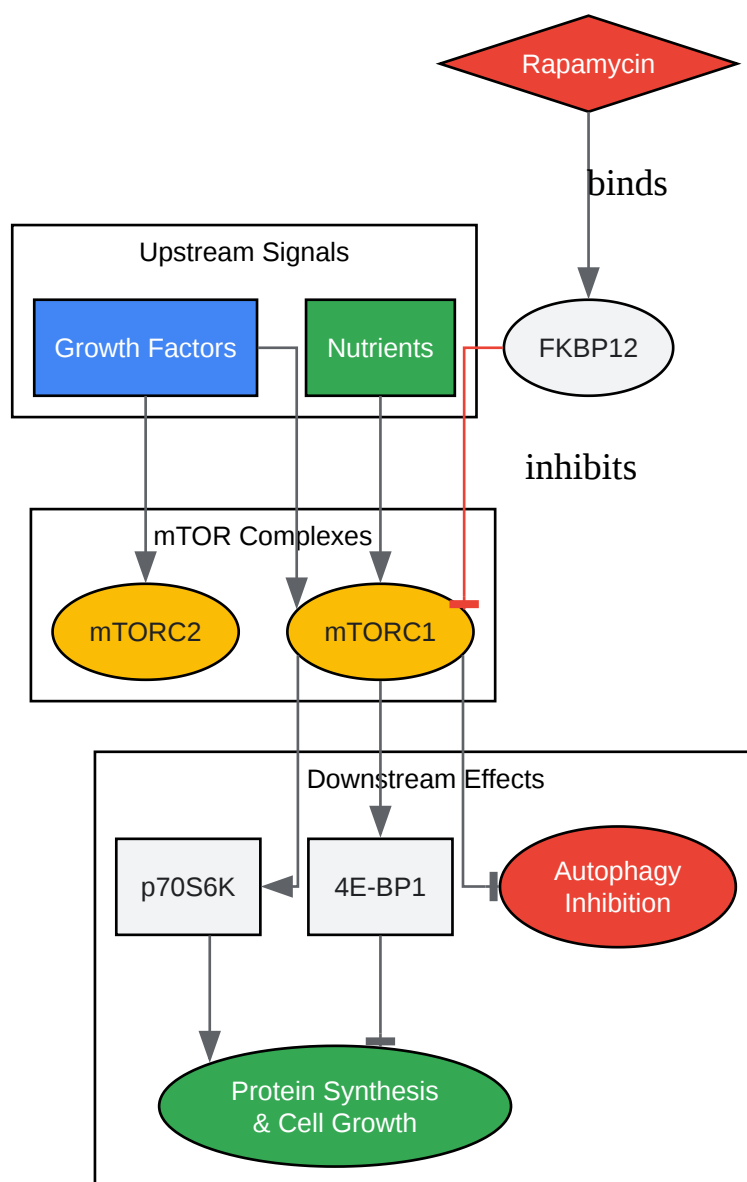 Rapamycin
binds
Upstream Signals
Growth Factors
Nutrients
FKBP12
inhibits
mTOR Complexes
mTORC2
mTORC1
Downstream Effects
p70S6K
4E-BP1
Autophagy
Inhibition
Protein Synthesis
& Cell Growth